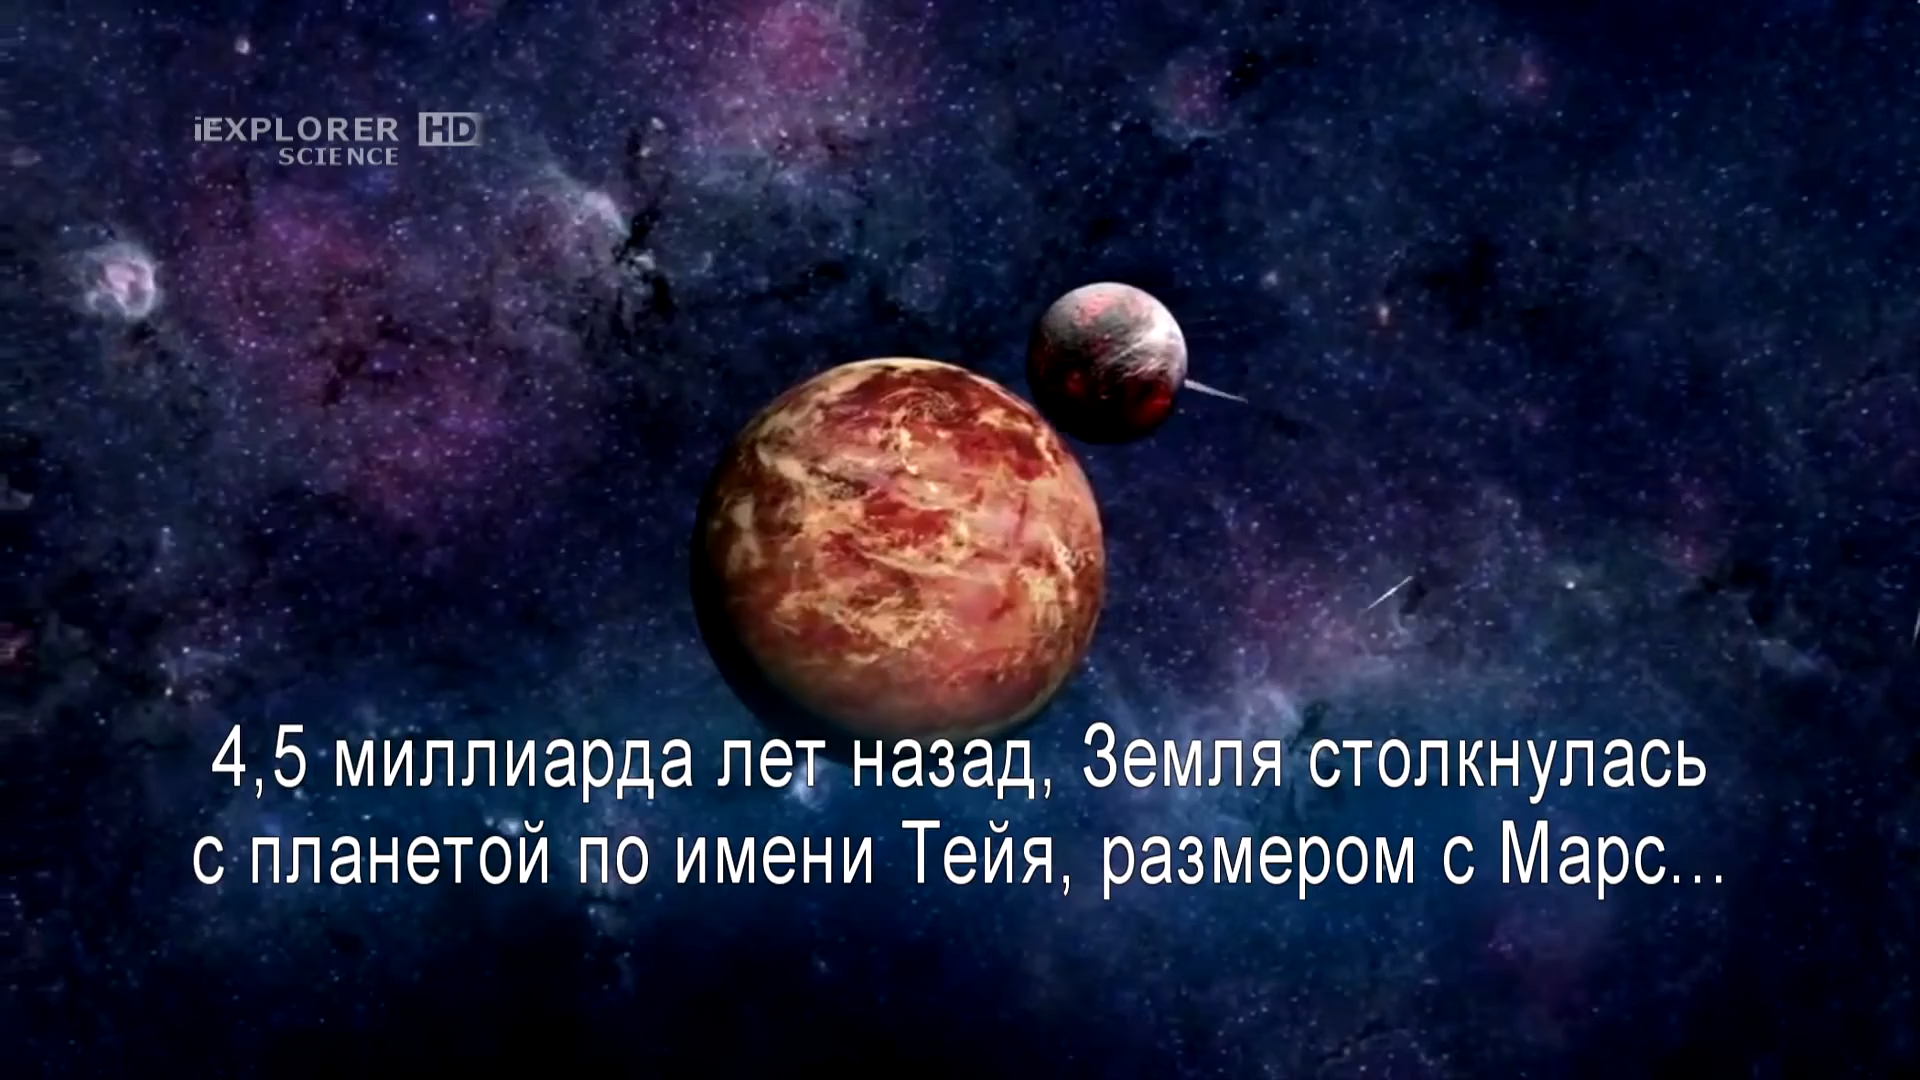 iEXPLORER HD
SCIENCE
4,5 миллиарда лет назад, Земля столкнулась
с планетой по имени Тейя, размером с Марс...